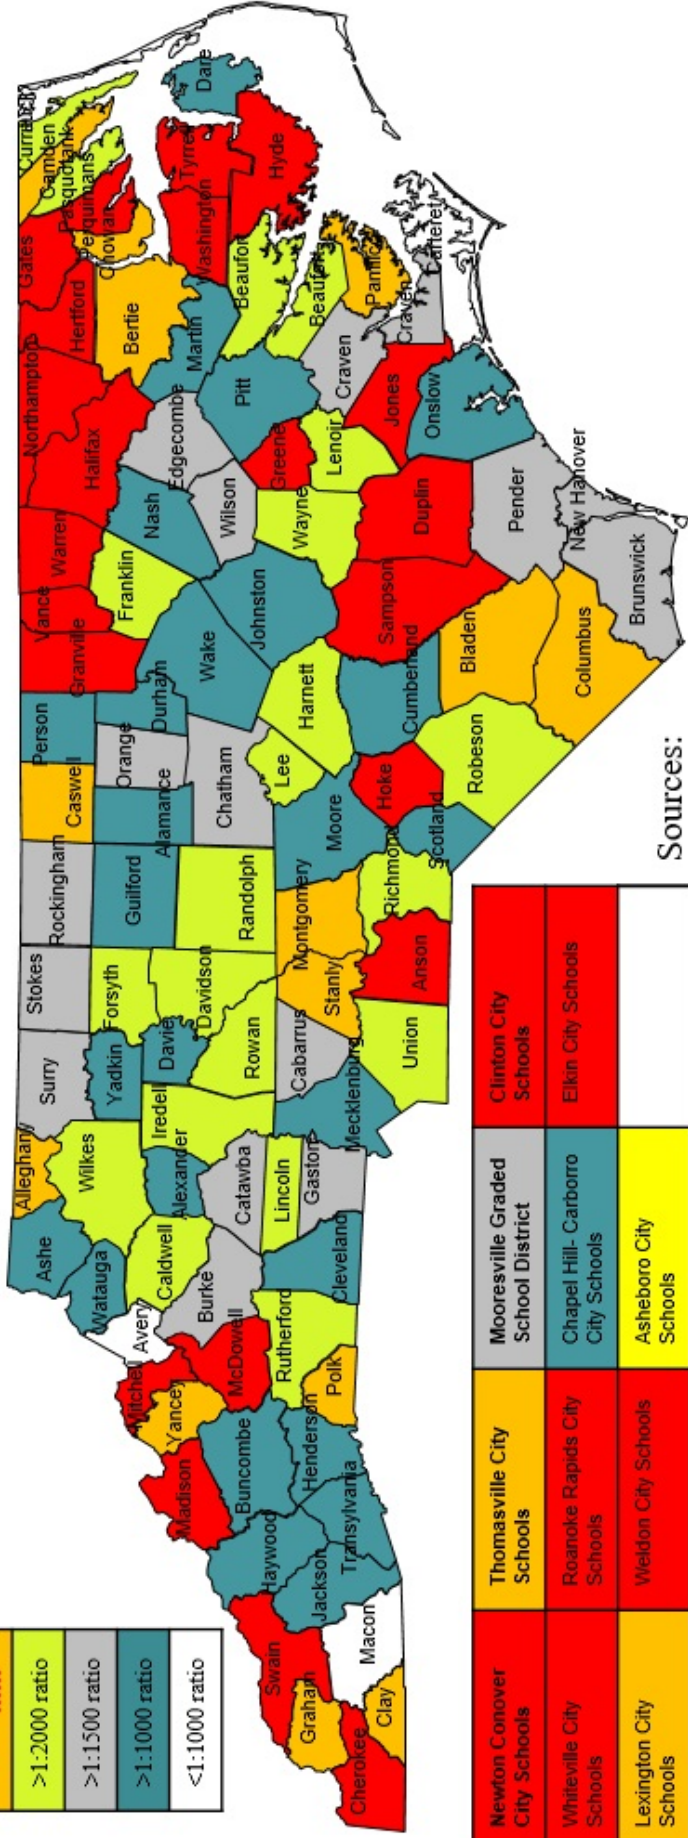 >1:2000 ratio
>1:1500 ratio
>1:1000 ratio
<1:1000 ratio
Cherokee
Graham
Clay
Swain
Macon
Jackson
Haywood
Transylvania
Madison
Buncombe
Henderson
Yancey
Mitchell
Polk
McDowell
Rutherford
Avery
Burke
Cleveland
Watauga
Ashe
Caldwell
Alleghany
Wilkes
Alexander
Catawba
Lincoln
Gaston
Iredell
Mecklenburg
Surry
Yadkin
Davie
Rowan
Cabarrus
Union
Stokes
Forsyth
Davidson
Stanly
Anson
Rockingham
Guilford
Randolph
Montgomery
Richmond
Caswell
Alamance
Chatham
Moore
Scotland
Hoke
Person
Orange
Durham
Lee
Harnett
Cumberland
Robeson
Granville
Vance
Warren
Franklin
Wake
Johnston
Sampson
Bladen
Columbus
Brunswick
Northampton
Halifax
Nash
Wilson
Wayne
Duplin
Pender
New Hanover
Edgecombe
Greene
Lenoir
Jones
Onslow
Hertford
Bertie
Martin
Pitt
Craven
Craven
Carteret
Gates
Chowan
Perquimans
Pasquotank
Camden
Washington
Tyrrell
Beaufort
Beaufort
Pamlico
Hyde
Dare
Newton Conover
City Schools
Thomasville City
Schools
Mooresville Graded
School District
Clinton City
Schools
Whiteville City
Schools
Roanoke Rapids City
Schools
Chapel Hill- Carborro
City Schools
Elkin City Schools
Lexington City
Schools
Weldon City Schools
Asheboro City
Schools
Sources: